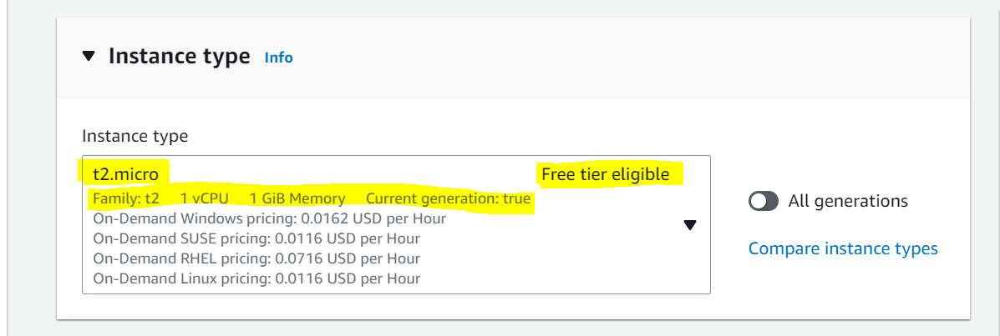 Instance type Info
Instance type
t2.micro Free tier eligible
Family: t2 1 vCPU 1 GiB Memory Current generation: true
On-Demand Windows pricing: 0.0162 USD per Hour
On-Demand SUSE pricing: 0.0116 USD per Hour
On-Demand RHEL pricing: 0.0716 USD per Hour
On-Demand Linux pricing: 0.0116 USD per Hour
All generations
Compare instance types